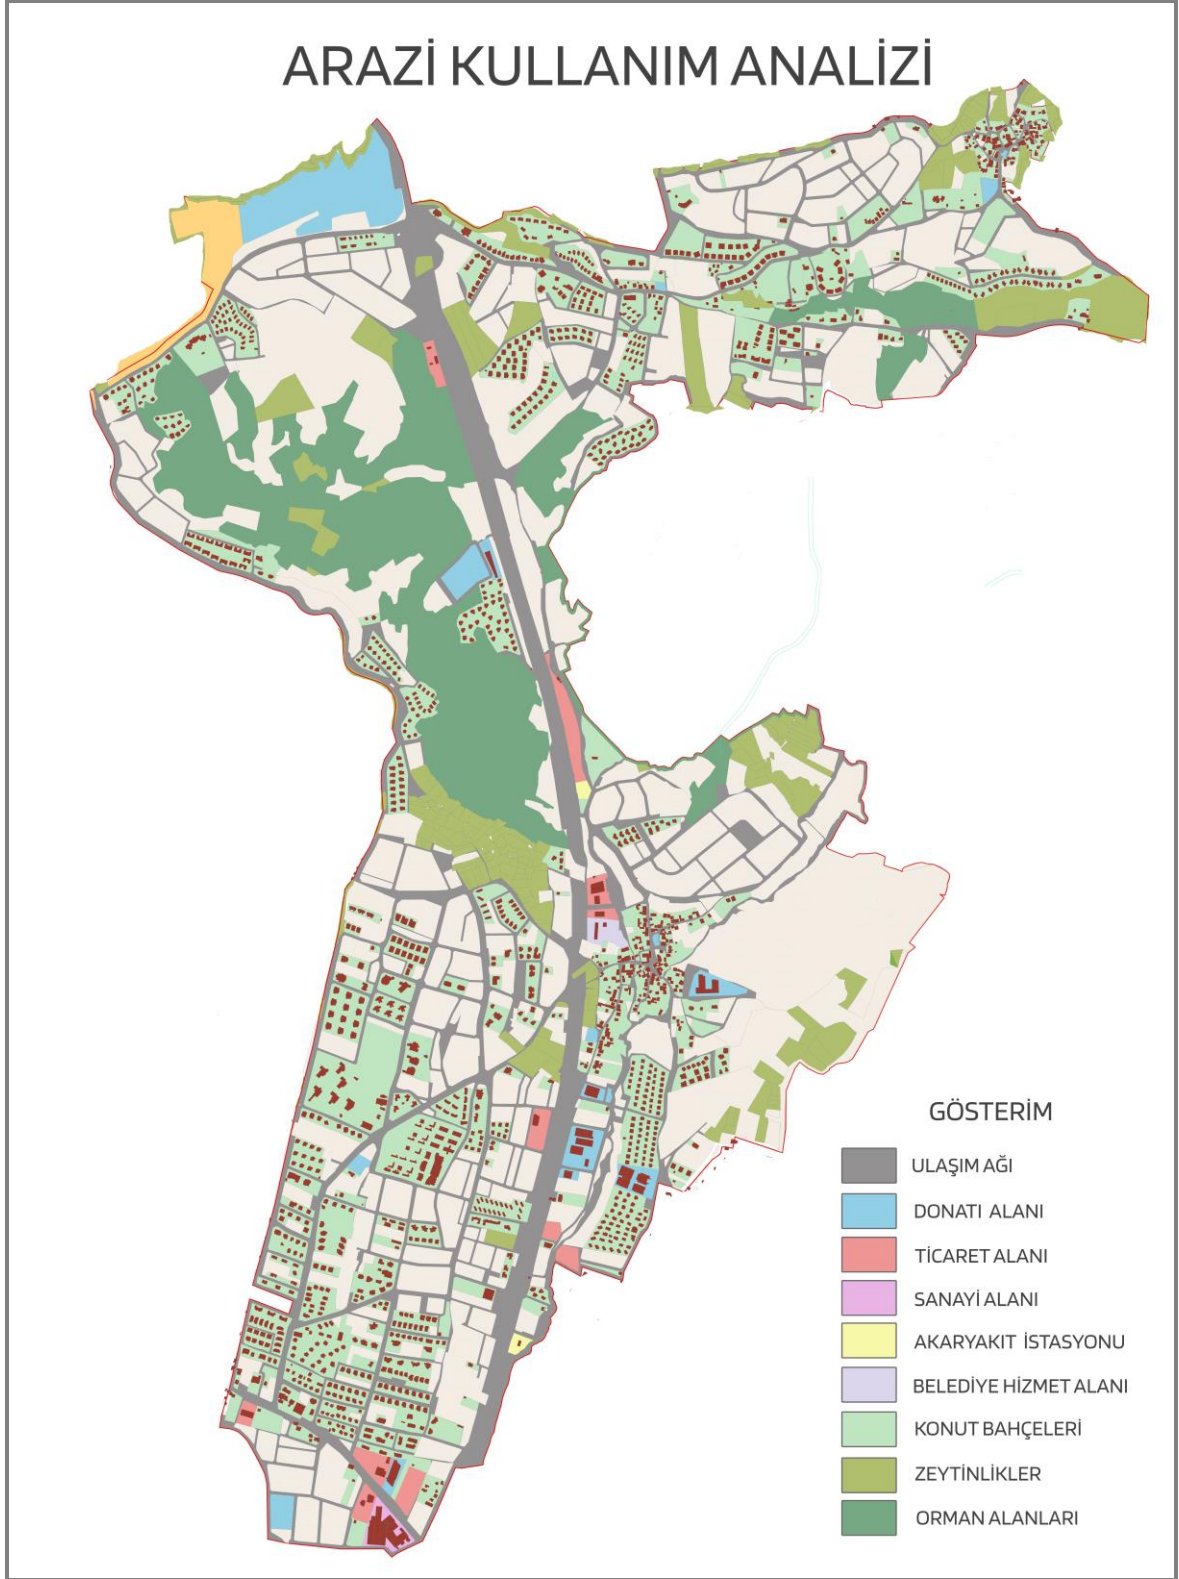 ARAZİ KULLANIM ANALİZİ
GÖSTERİM
ULAŞIM AĞI
DONATI ALANI
TİCARET ALANI
SANAYİ ALANI
AKARYAKIT İSTASYONU
BELEDİYE HİZMET ALANI
KONUT BAHÇELERİ
ZEYTİNLİKLER
ORMAN ALANLARI